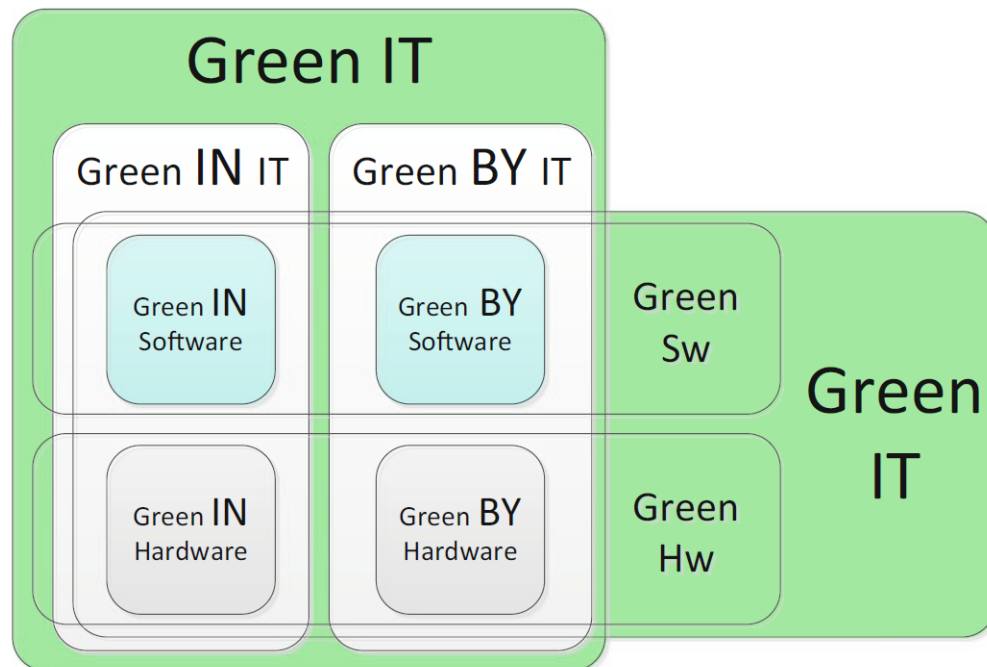 Green IT
Green IN IT
Green BY IT
Green IN
Software
Green BY
Software
Green
Sw
Green
IT
Green IN
Hardware
Green BY
Hardware
Green
Hw